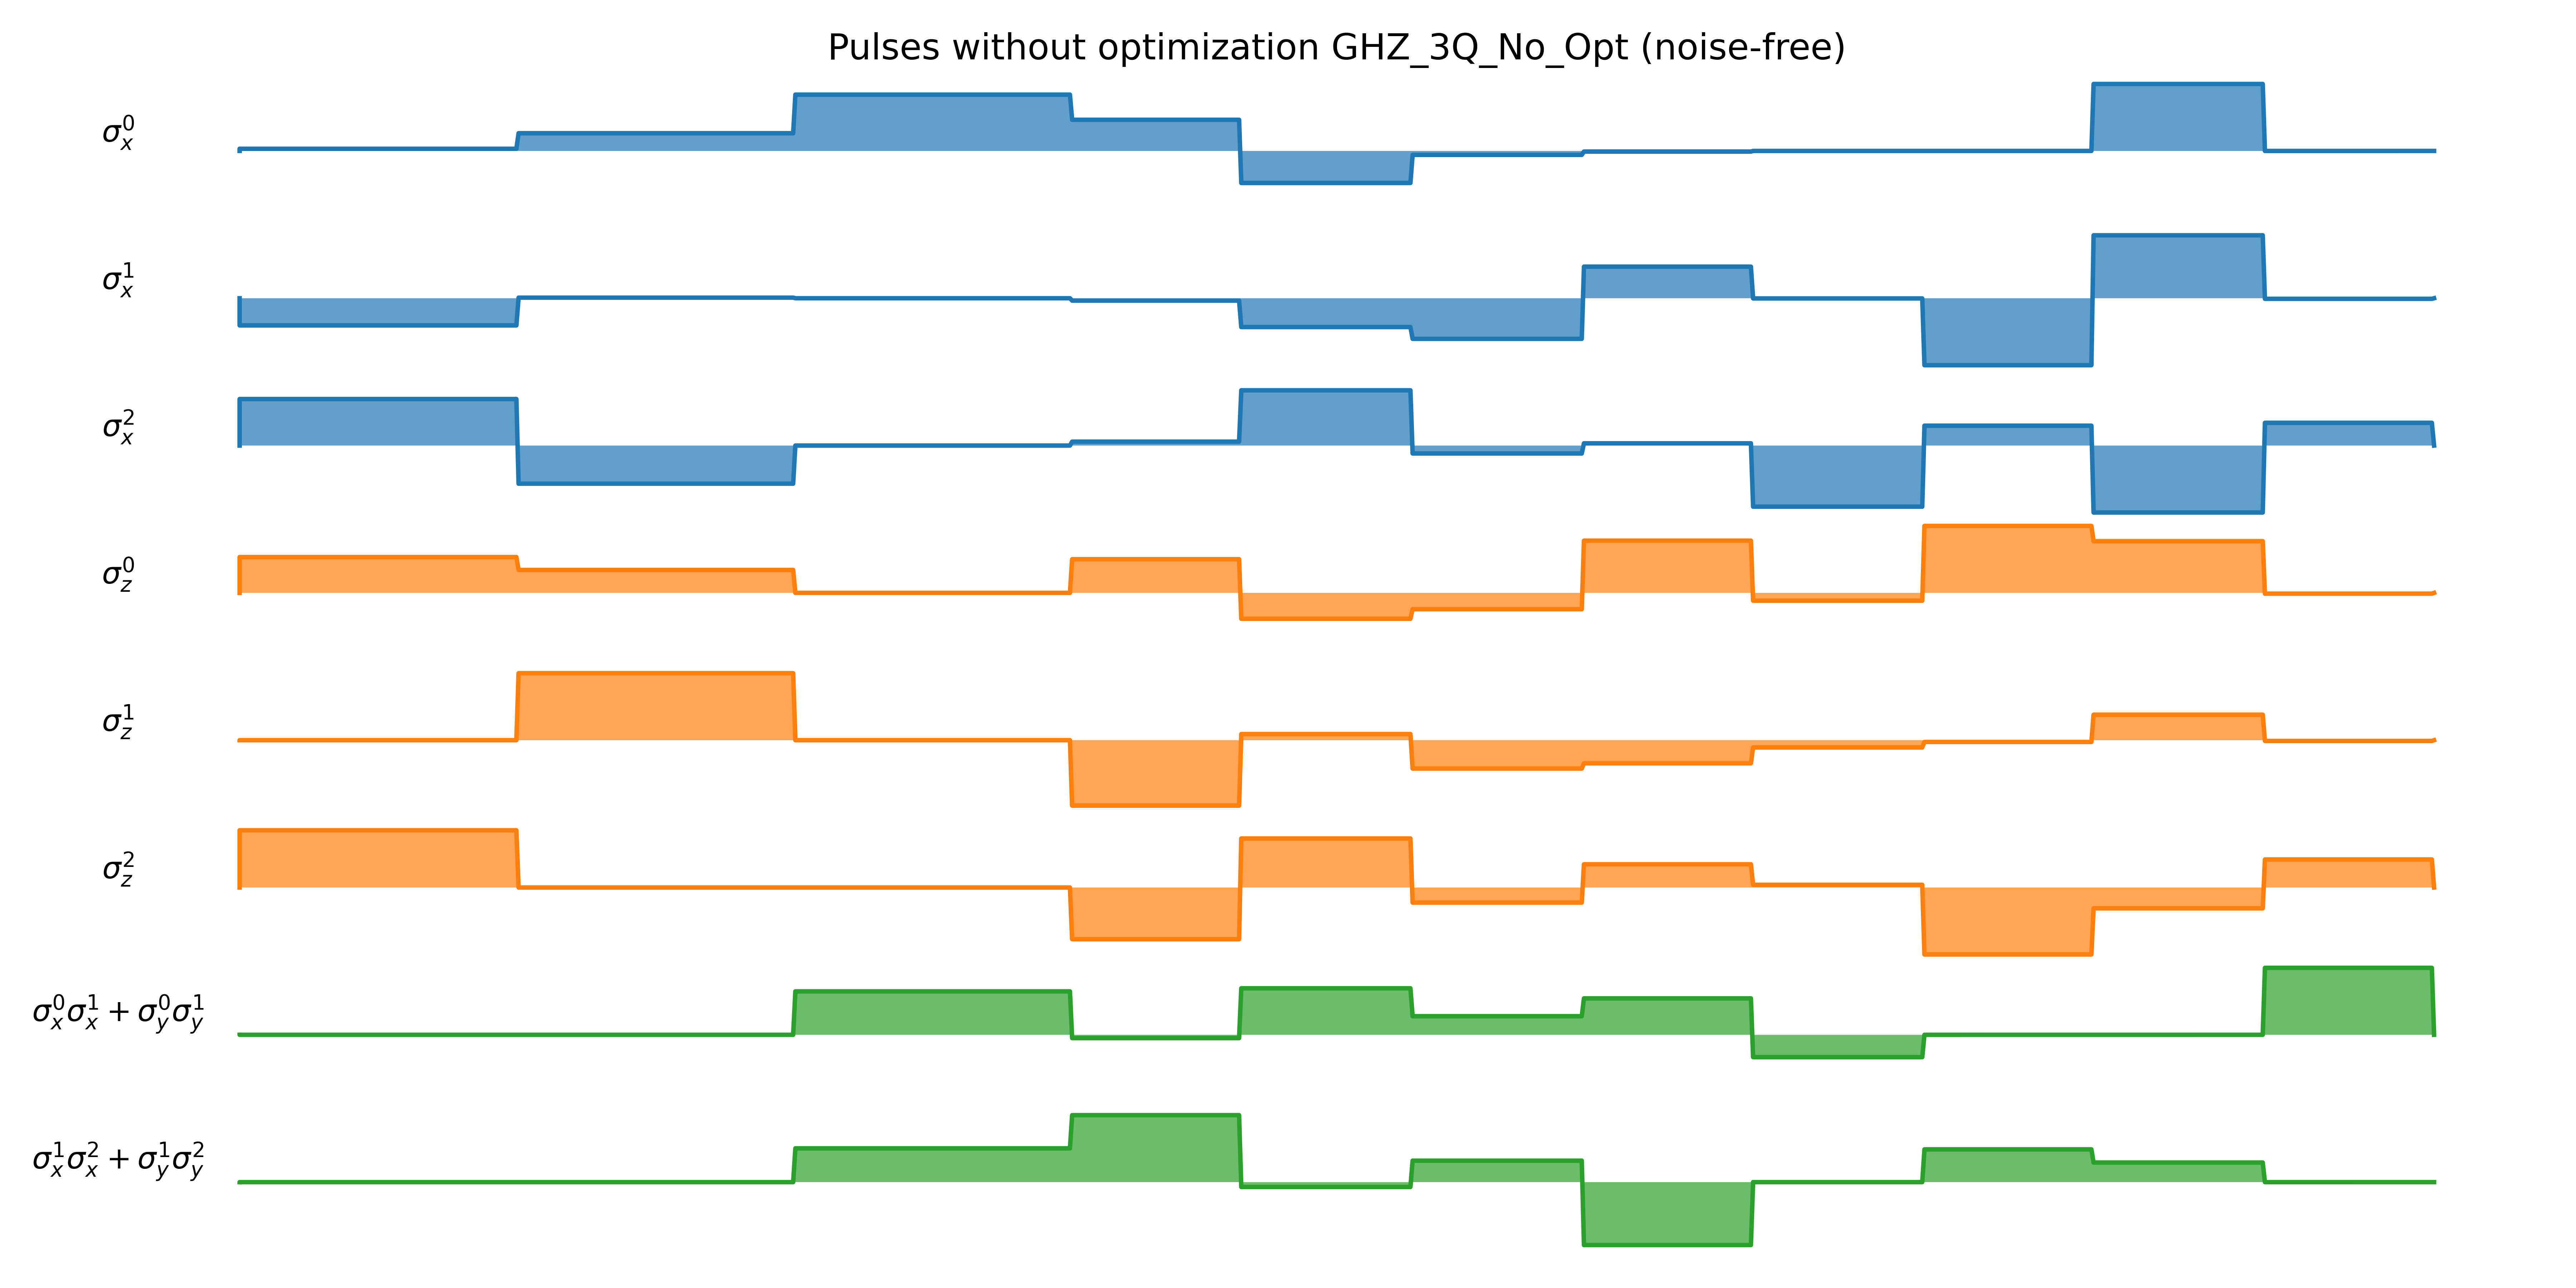 Pulses without optimization GHZ_3Q_No_Opt (noise-free)
σ_x^0
σ_x^1
σ_x^2
σ_z^0
σ_z^1
σ_z^2
σ_x^0σ_x^1 + σ_y^0σ_y^1
σ_x^1σ_x^2 + σ_y^1σ_y^2